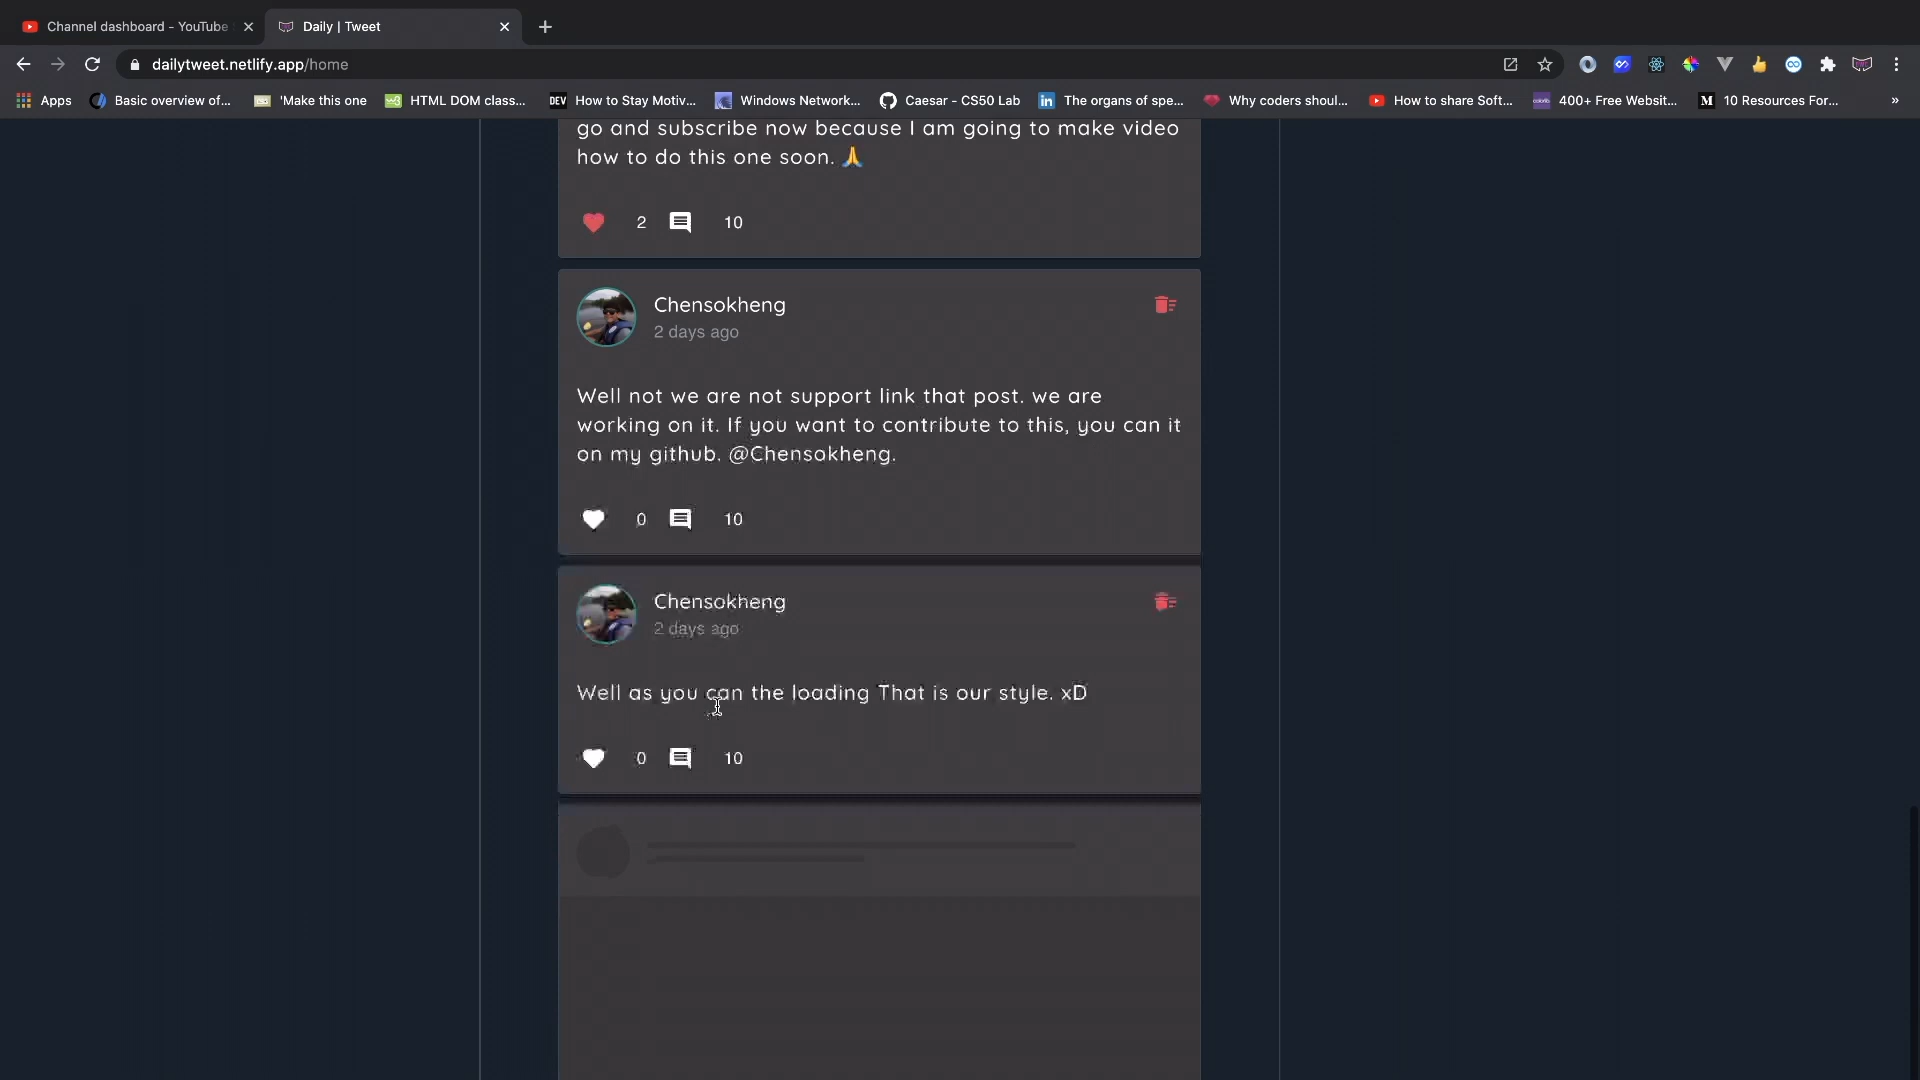 Channel dashboard - YouTube
Daily | Tweet
dailytweet.netlify.app/home
Apps
Basic overview of...
'Make this one
HTML DOM class...
DEV
How to Stay Motiv...
Windows Network...
Caesar - CS50 Lab
in
The organs of spe...
Why coders shoul...
How to share Soft...
400+ Free Websit...
M
10 Resources For...
»
go and subscribe now because I am going to make video
how to do this one soon. 🙏
2
10
Chensokheng
2 days ago
Well not we are not support link that post. we are
working on it. If you want to contribute to this, you can it
on my github. @Chensakheng.
0
10
Chensokheng
2 days ago
Well as you can the loading That is our style. xD
0
10